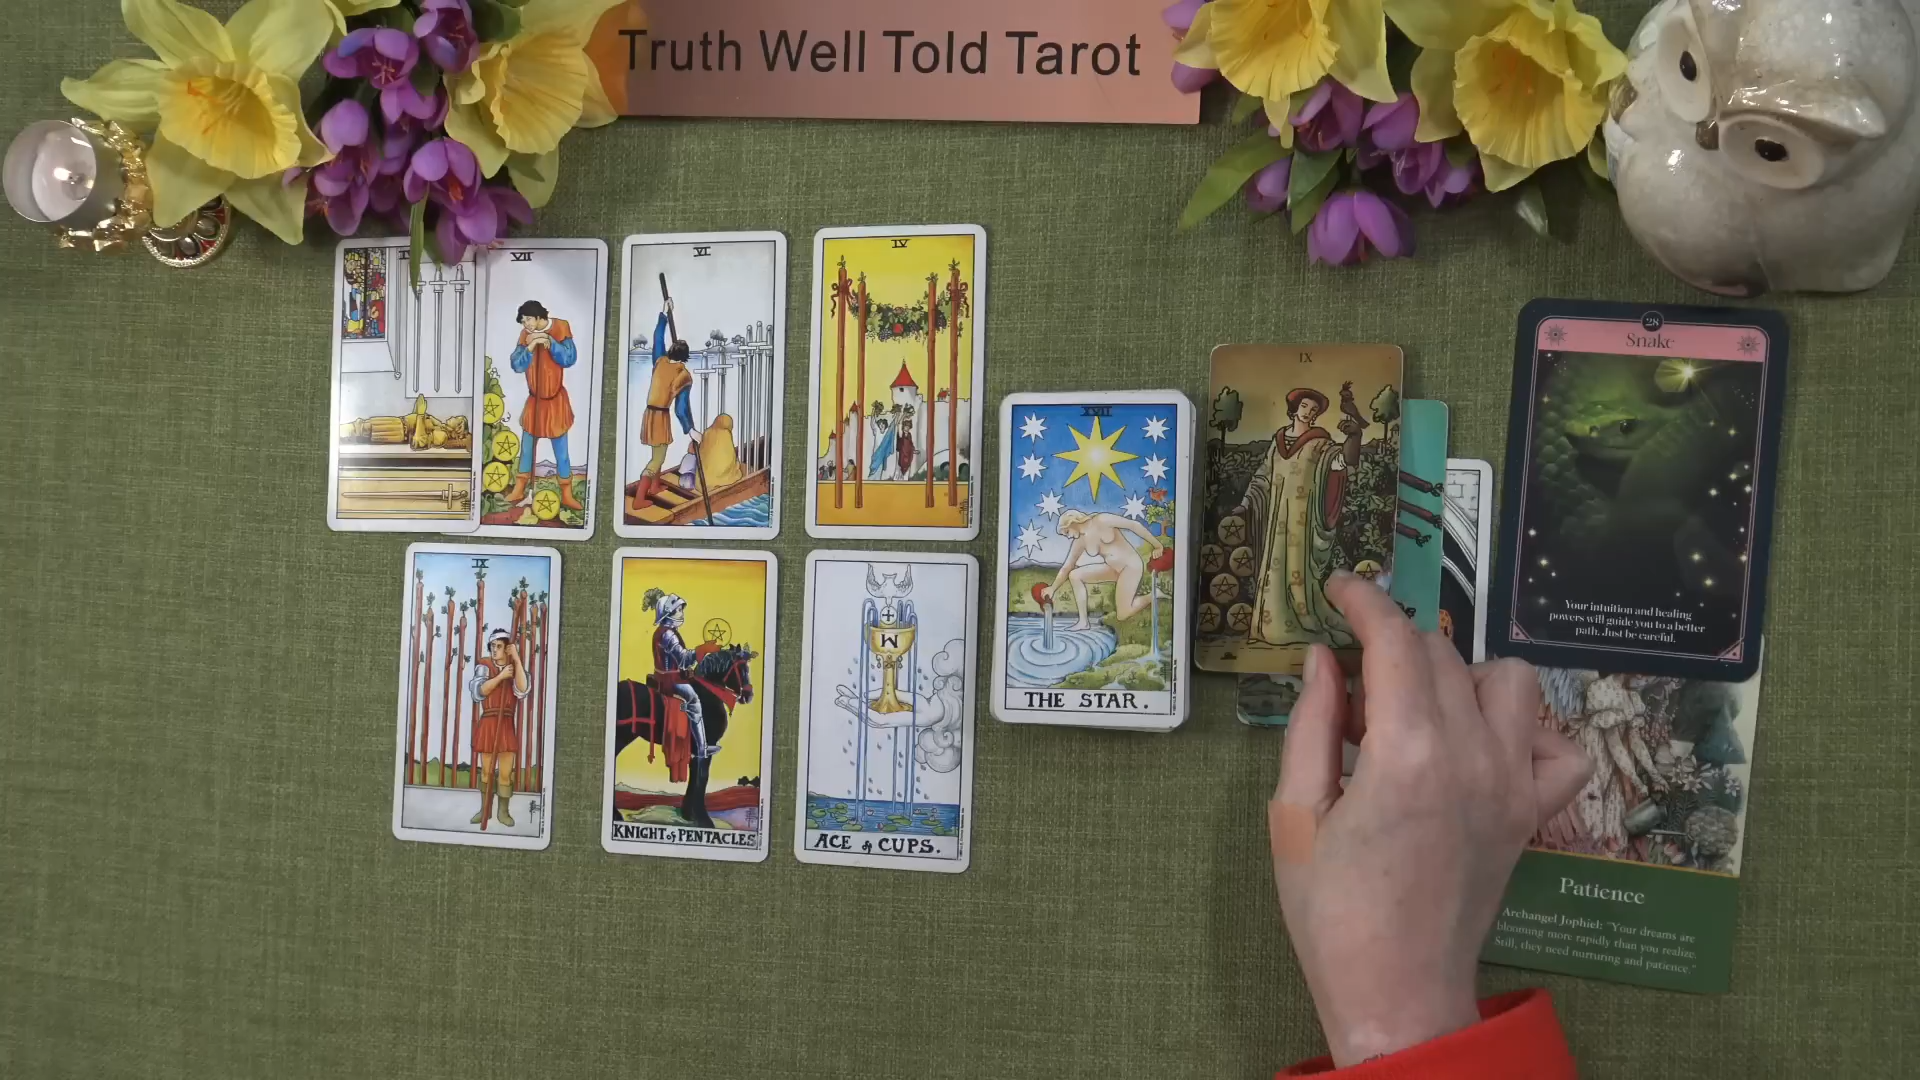 Truth Well Told Tarot
VII
VI
IV
XVII
THE STAR.
IX
28
Snake
Your intuition and healing
powers will guide you to a better
path. Just be careful.
IX
KNIGHT of PENTACLES
ACE of CUPS.
Patience
Archangel Jophiel: "Your dreams are
blooming more rapidly than you realize.
Still, they need nurturing and patience."